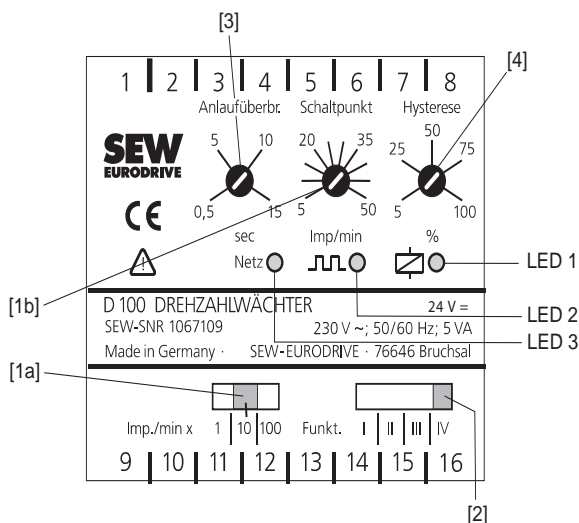 [3]
[4]
1 2 3 4 5 6 7 8
Anlaufüberbr. Schaltpunkt Hysterese
SEW
EURODRIVE
5 10
0,5 15
20 35
5 50
50
25 75
5 100
CE
sec Imp/min %
Netz
LED 1
[1b]
D 100 DREHZAHLWÄCHTER 24 V =
LED 2
SEW-SNR 1067109 230 V ~; 50/60 Hz; 5 VA
LED 3
Made in Germany · SEW-EURODRIVE · 76646 Bruchsal
[1a]
Imp./min x 1 10 100 Funkt. I II III IV
9 10 11 12 13 14 15 16
[2]